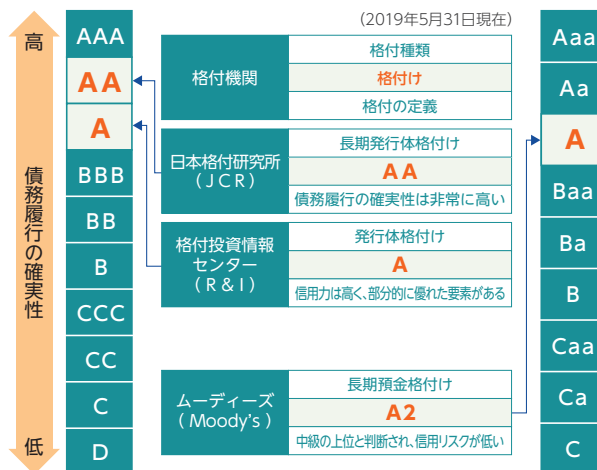 (2019年5月31日現在)
高
債務履行の確実性
低
AAA
AA
A
BBB
BB
B
CCC
CC
C
D
格付機関
格付種類
格付け
格付の定義
日本格付研究所
(JCR)
長期発行体格付け
AA
債務履行の確実性は非常に高い
格付投資情報
センター
(R&I)
発行体格付け
A
信用力は高く、部分的に優れた要素がある
ムーディーズ
(Moody's)
長期預金格付け
A2
中級の上位と判断され、信用リスクが低い
Aaa
Aa
A
Baa
Ba
B
Caa
Ca
C